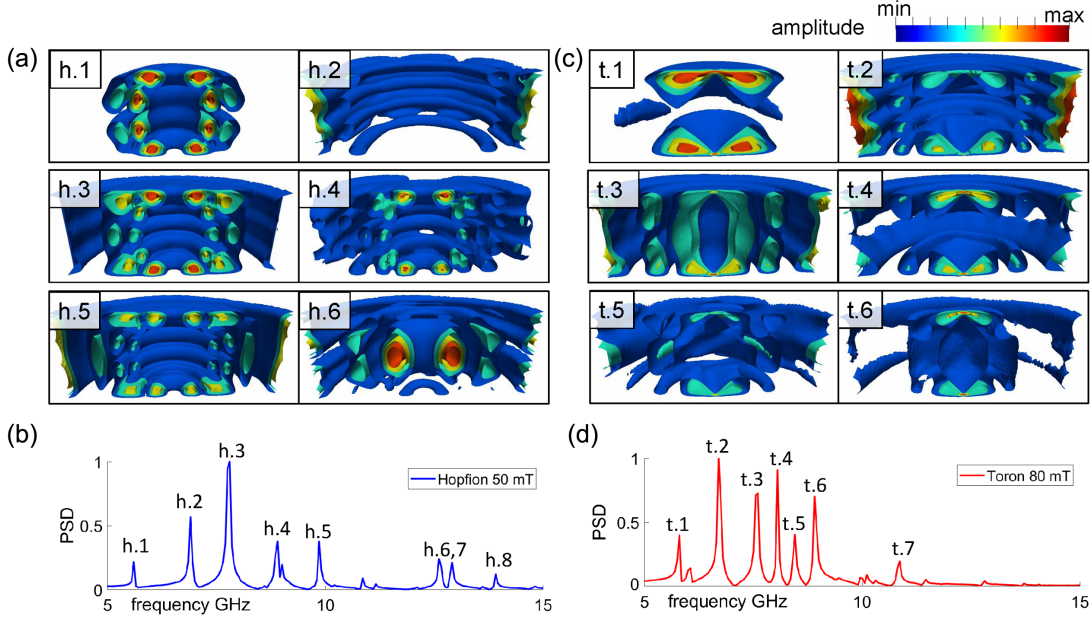 amplitude min max
(a) (c)
h.1 h.2 t.1 t.2
h.3 h.4 t.3 t.4
h.5 h.6 t.5 t.6
(b) (d)
PSD
1
0.5
0
h.1
h.2
h.3
h.4
h.5
h.6,7
h.8
Hopfion 50 mT
5 frequency GHz 10 15
PSD
1
0.5
0
t.1
t.2
t.3
t.4
t.5
t.6
t.7
Toron 80 mT
5 frequency GHz 10 15